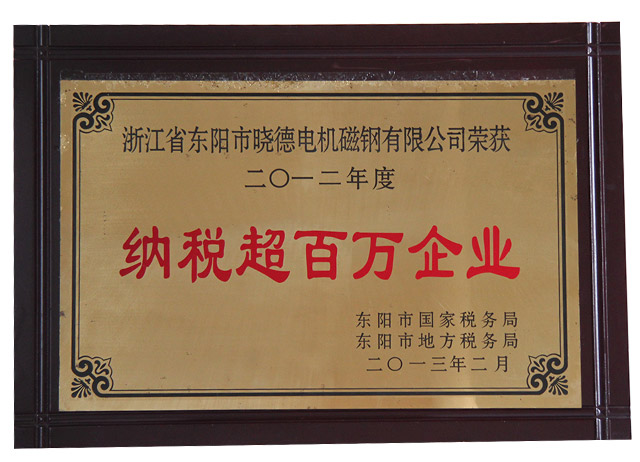 浙江省东阳市晓德电机磁钢有限公司荣获
二〇一二年度
纳税超百万企业
东阳市国家税务局
东阳市地方税务局
二〇一三年二月